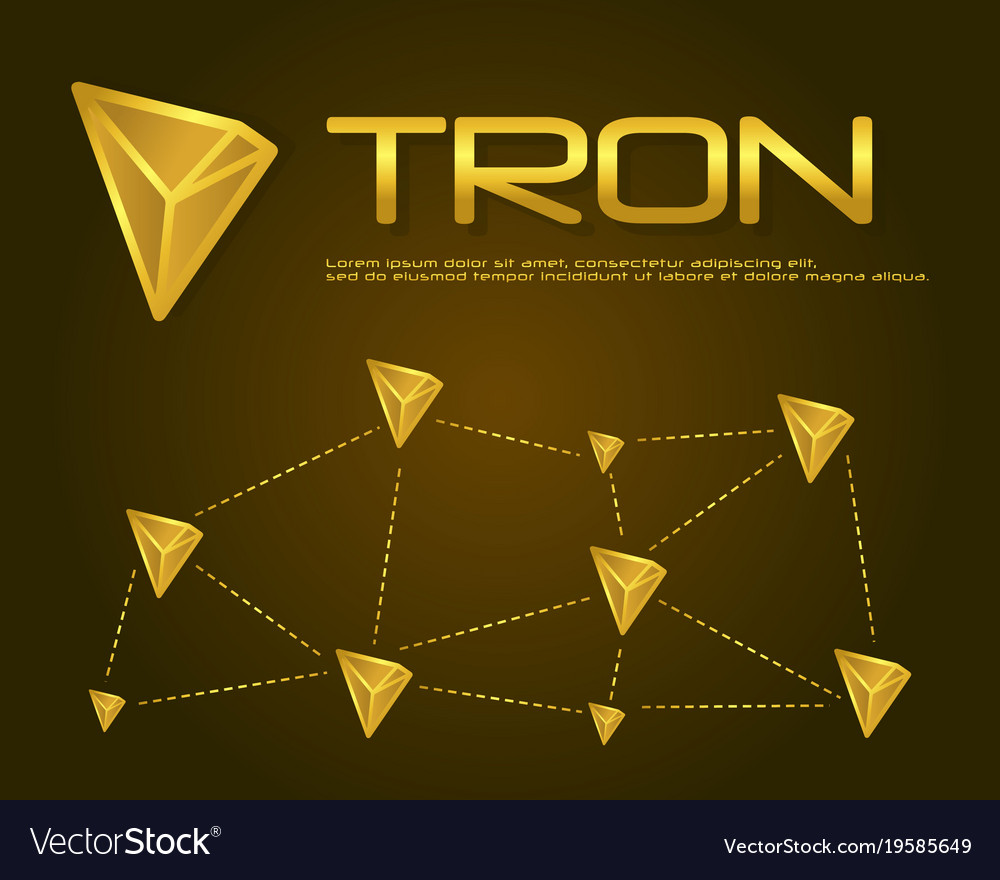 TRON
Lorem ipsum dolor sit amet, consectetur adipiscing elit,
sed do eiusmod tempor incididunt ut labore et dolore magna aliqua.
VectorStock®
VectorStock.com/19585649